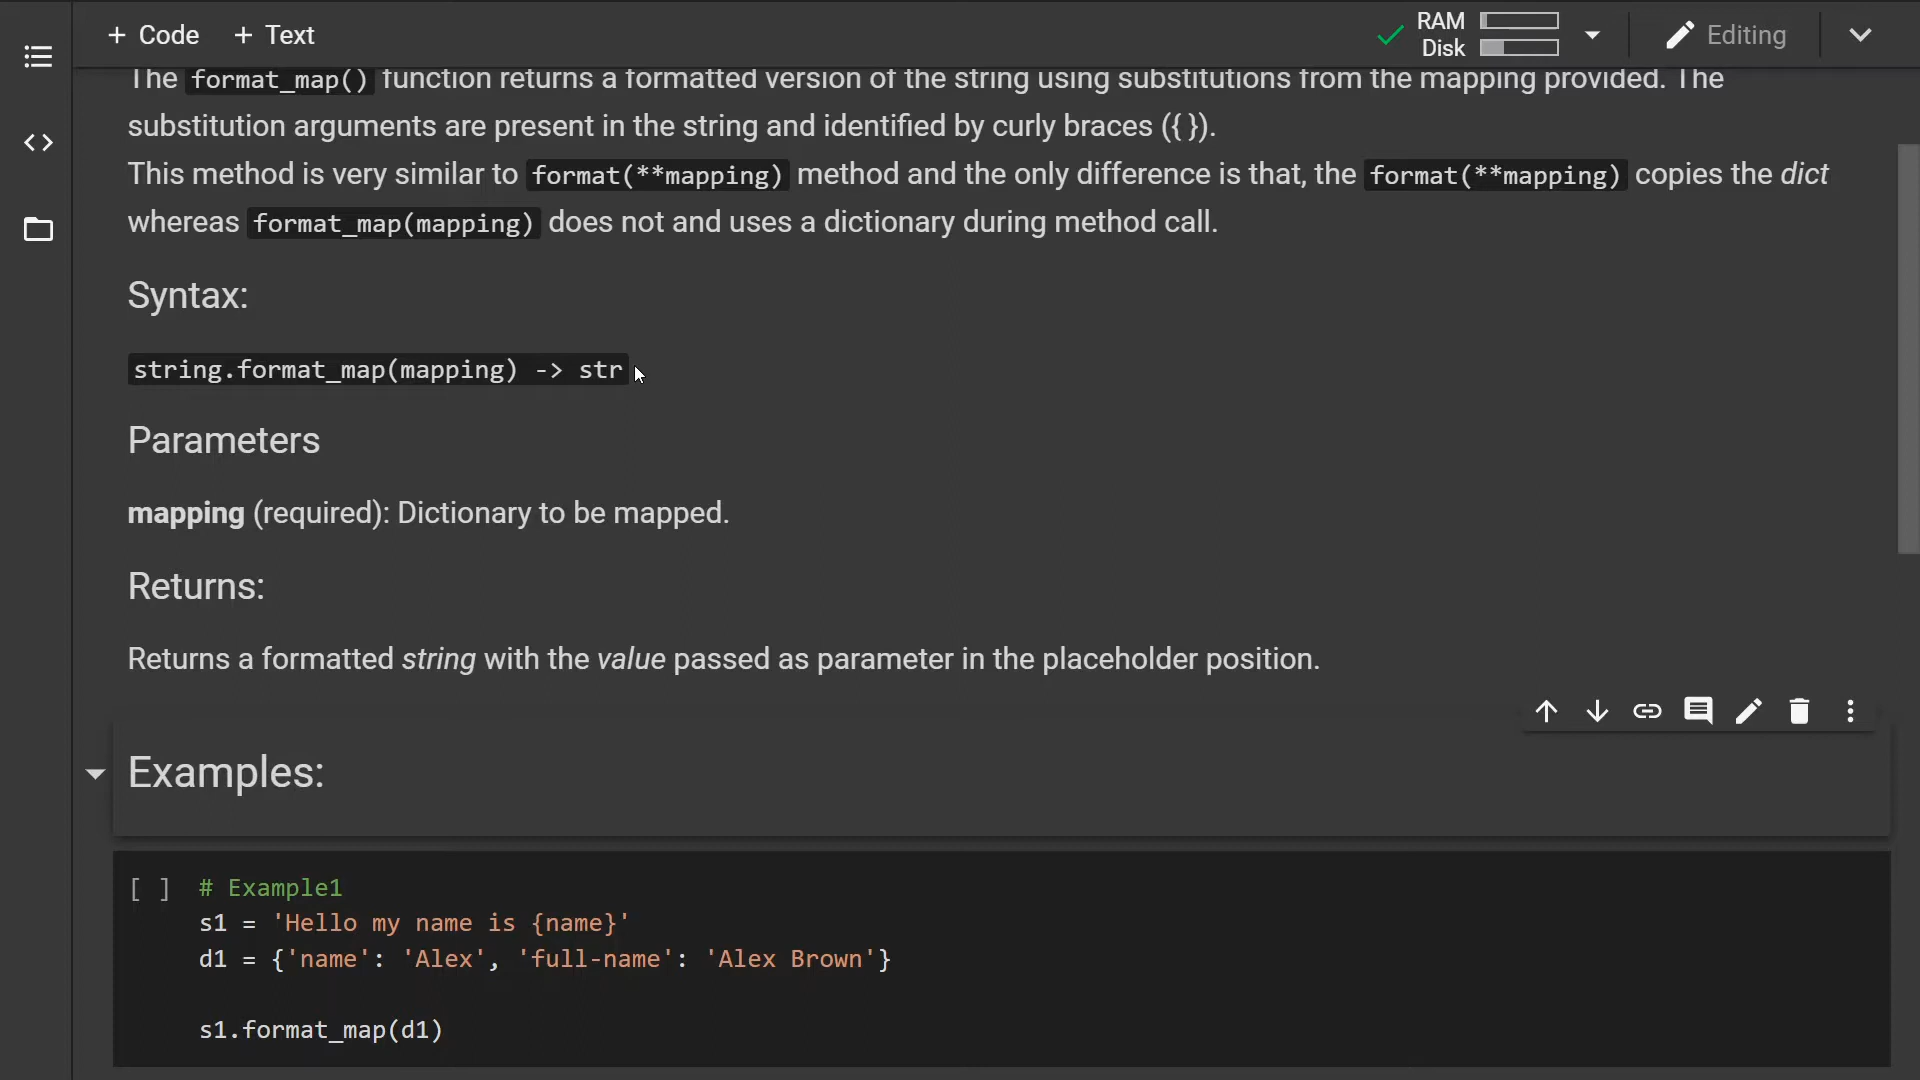 + Code + Text
RAM
Disk
Editing
The format_map() function returns a formatted version of the string using substitutions from the mapping provided. The
substitution arguments are present in the string and identified by curly braces ({ }).
This method is very similar to format(**mapping) method and the only difference is that, the format(**mapping) copies the dict
whereas format_map(mapping) does not and uses a dictionary during method call.
Syntax:
string.format_map(mapping) -> str
Parameters
mapping (required): Dictionary to be mapped.
Returns:
Returns a formatted string with the value passed as parameter in the placeholder position.
Examples:
[ ] # Example1
s1 = 'Hello my name is {name}'
d1 = {'name': 'Alex', 'full-name': 'Alex Brown'}
s1.format_map(d1)